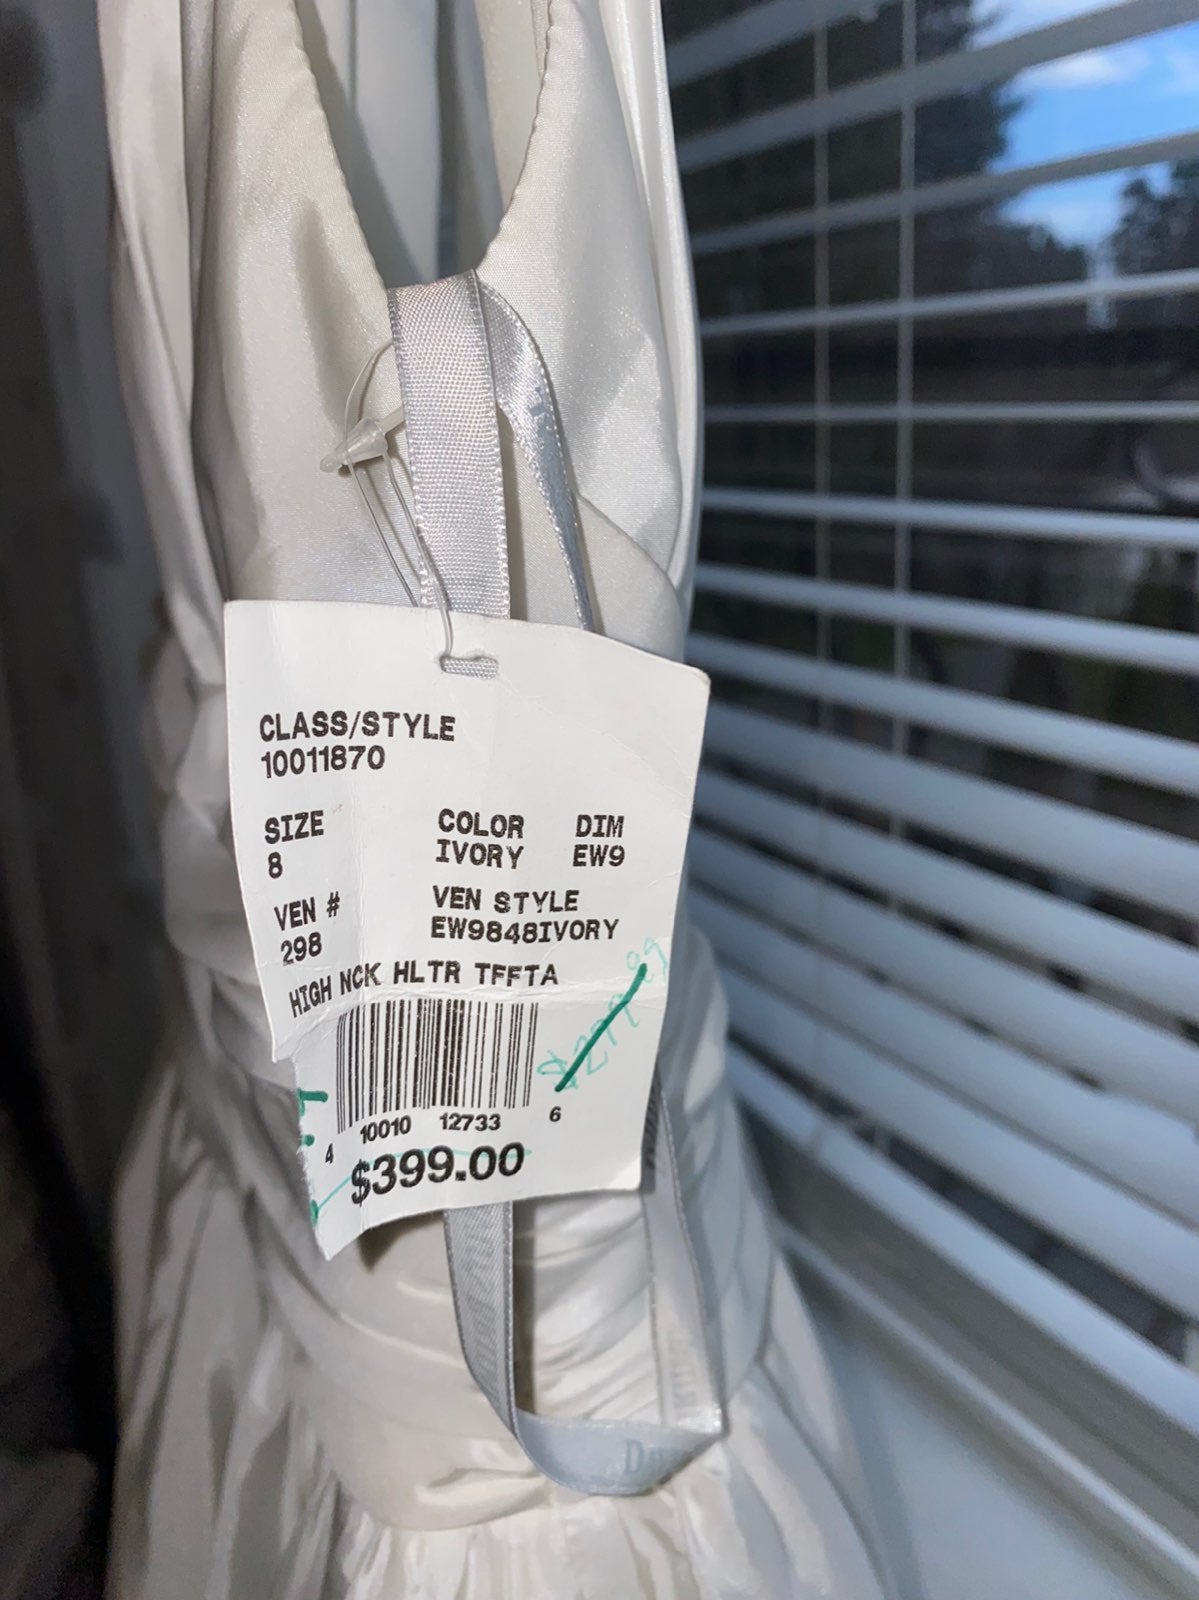 CLASS/STYLE
10011870
SIZE COLOR DIM
8 IVORY EW9
VEN # VEN STYLE
298 EW9848IVORY
HIGH NCK HLTR TFFTA
4 10010 12733 6
$399.00